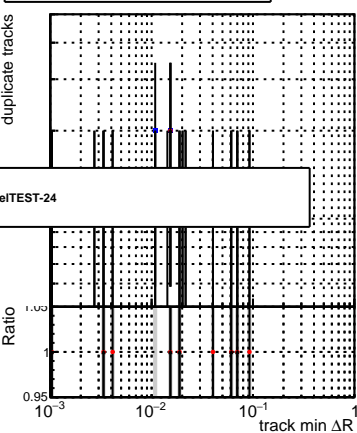 duplicate tracks
elTEST-24
Ratio
1.05
1
0.95
10⁻³ 10⁻² 10⁻¹ 1
track min ΔR